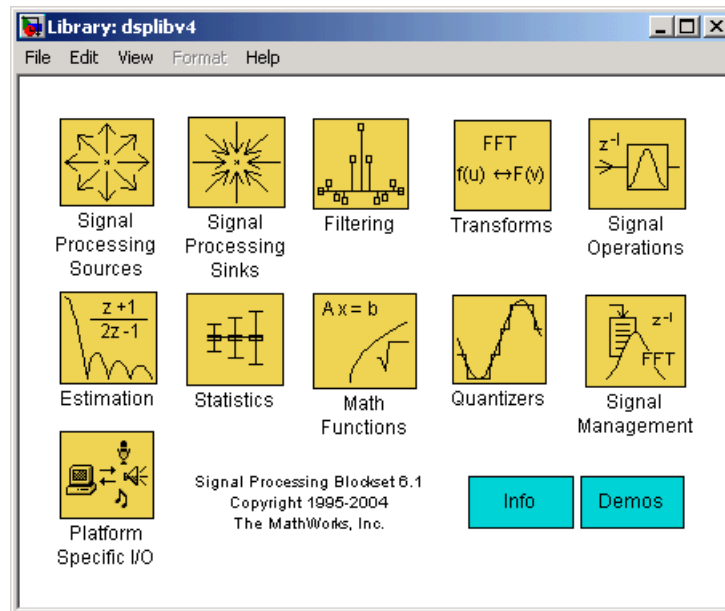 Library: dsplibv4
File Edit View Format Help
FFT
f(u) ↔F(v)
z-1
Signal
Processing
Sources
Signal
Processing
Sinks
Filtering
Transforms
Signal
Operations
z+1
2z-1
Ax = b
√
z-1
FFT
Estimation
Statistics
Math
Functions
Quantizers
Signal
Management
Platform
Specific I/O
Signal Processing Blockset 6.1
Copyright 1995-2004
The MathWorks, Inc.
Info
Demos